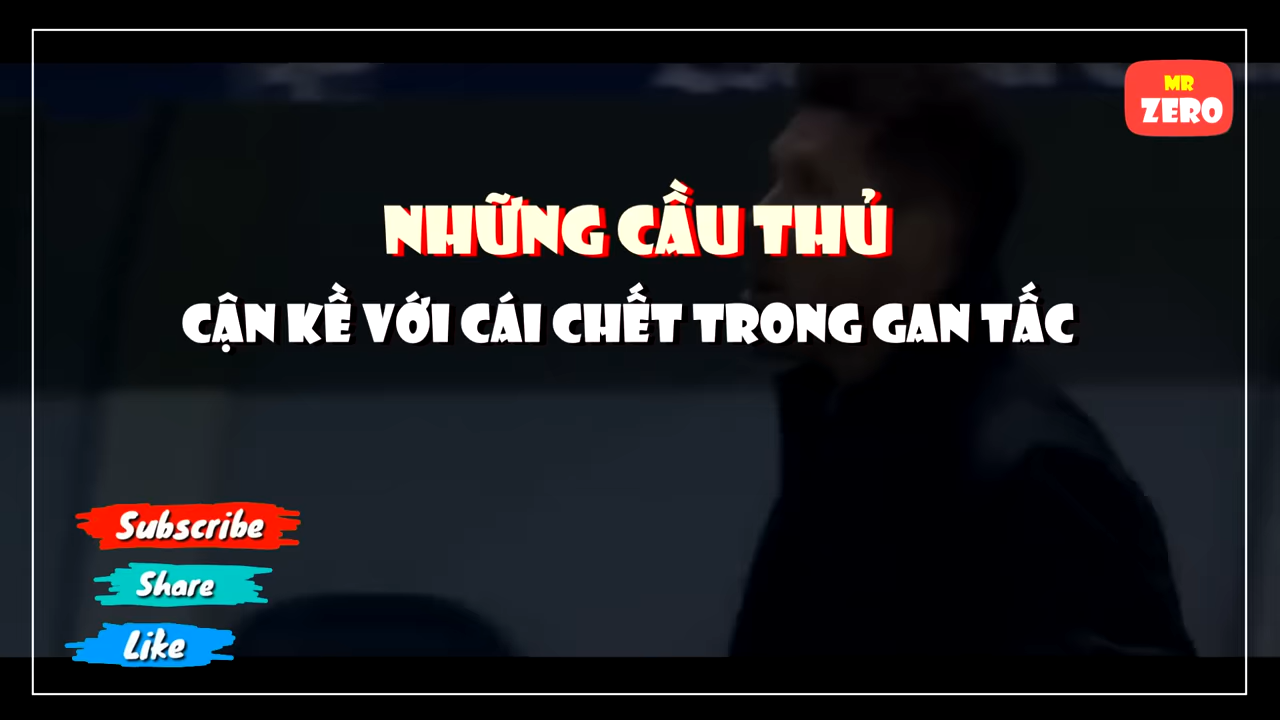 MR
ZERO
NHỮNG CẦU THỦ
CẬN KỀ VỚI CÁI CHẾT TRONG GAN TẤC
Subscribe
Share
Like